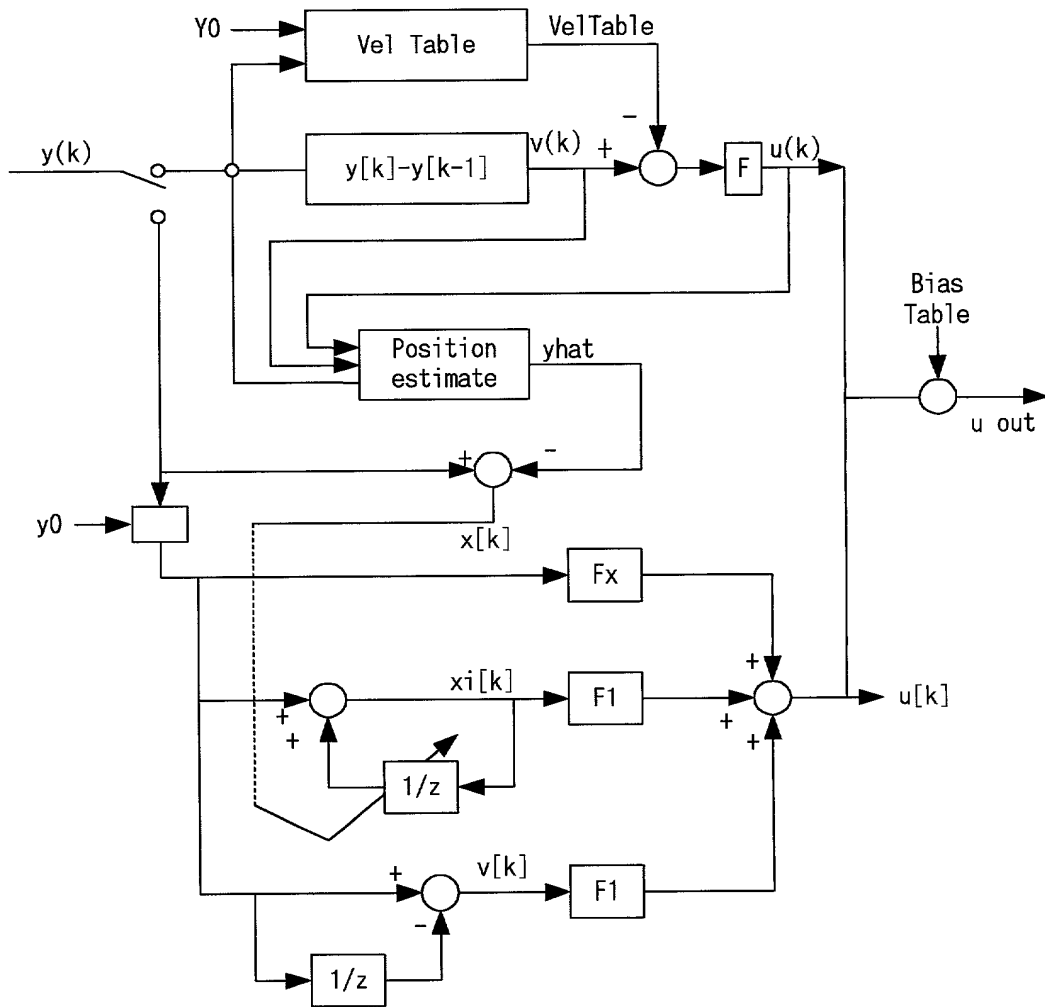 Y0
Vel Table
VelTable
-
y(k)
y[k]-y[k-1]
v(k)
+
F
u(k)
Bias
Table
Position
estimate
yhat
u out
+
-
y0
x[k]
Fx
+
xi[k]
F1
+
+
+
+
u[k]
1/z
+
v[k]
F1
-
1/z